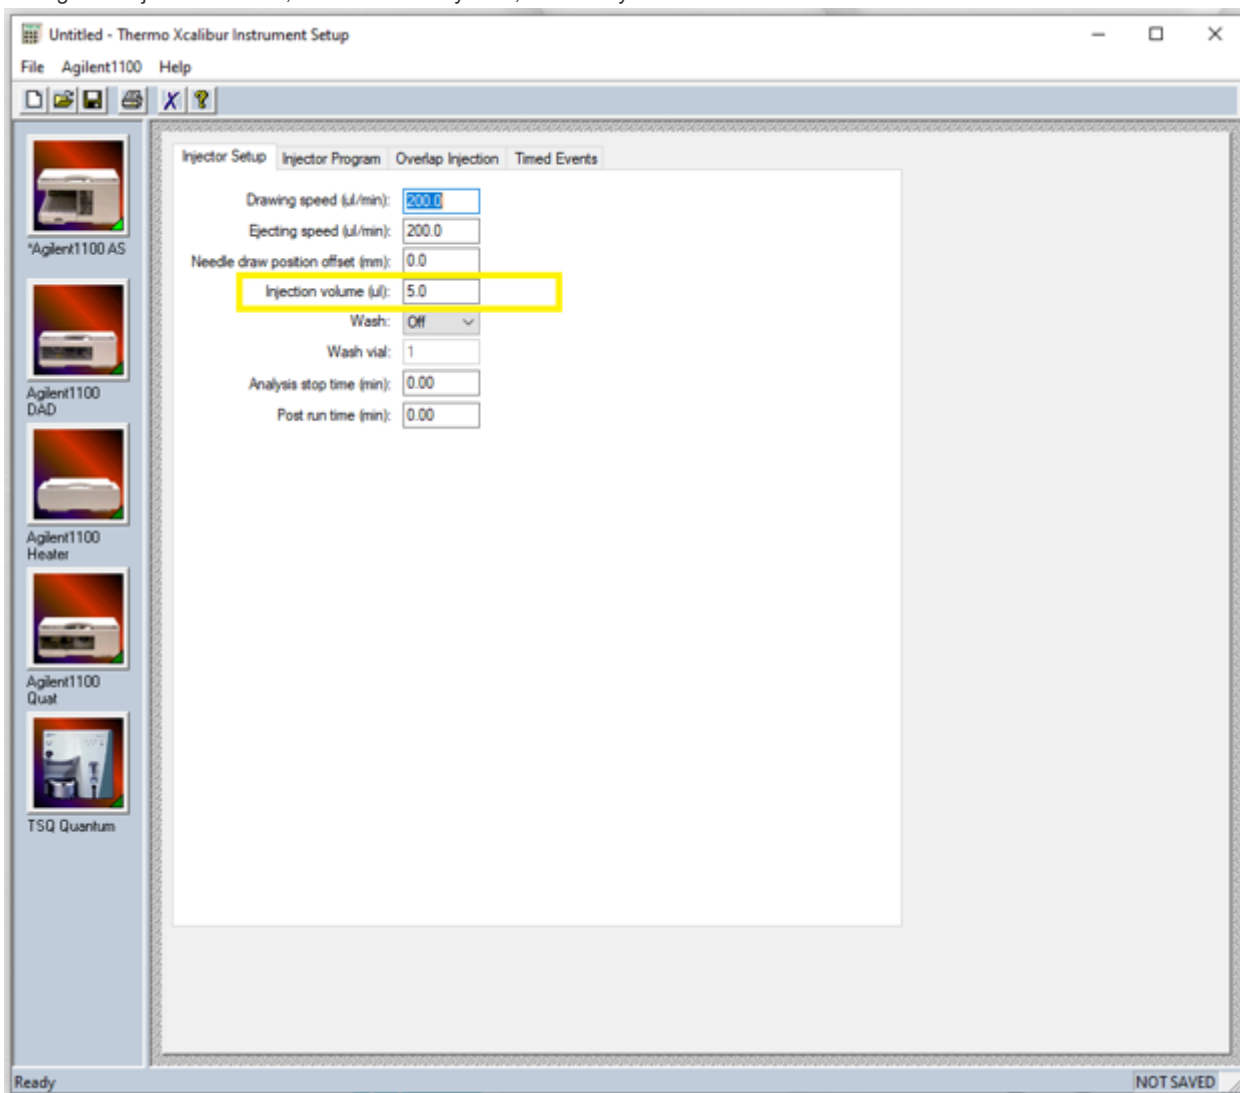 Untitled - Thermo Xcalibur Instrument Setup
File Agilent1100 Help
Injector Setup Injector Program Overlap Injection Timed Events
Drawing speed (ul/min): 200.0
Ejecting speed (ul/min): 200.0
Needle draw position offset (mm): 0.0
Injection volume (ul): 5.0
Wash: Off
Wash vial: 1
Analysis stop time (min): 0.00
Post run time (min): 0.00
*Agilent1100 AS
Agilent1100
DAD
Agilent1100
Heater
Agilent1100
Quat
TSQ Quantum
Ready NOT SAVED